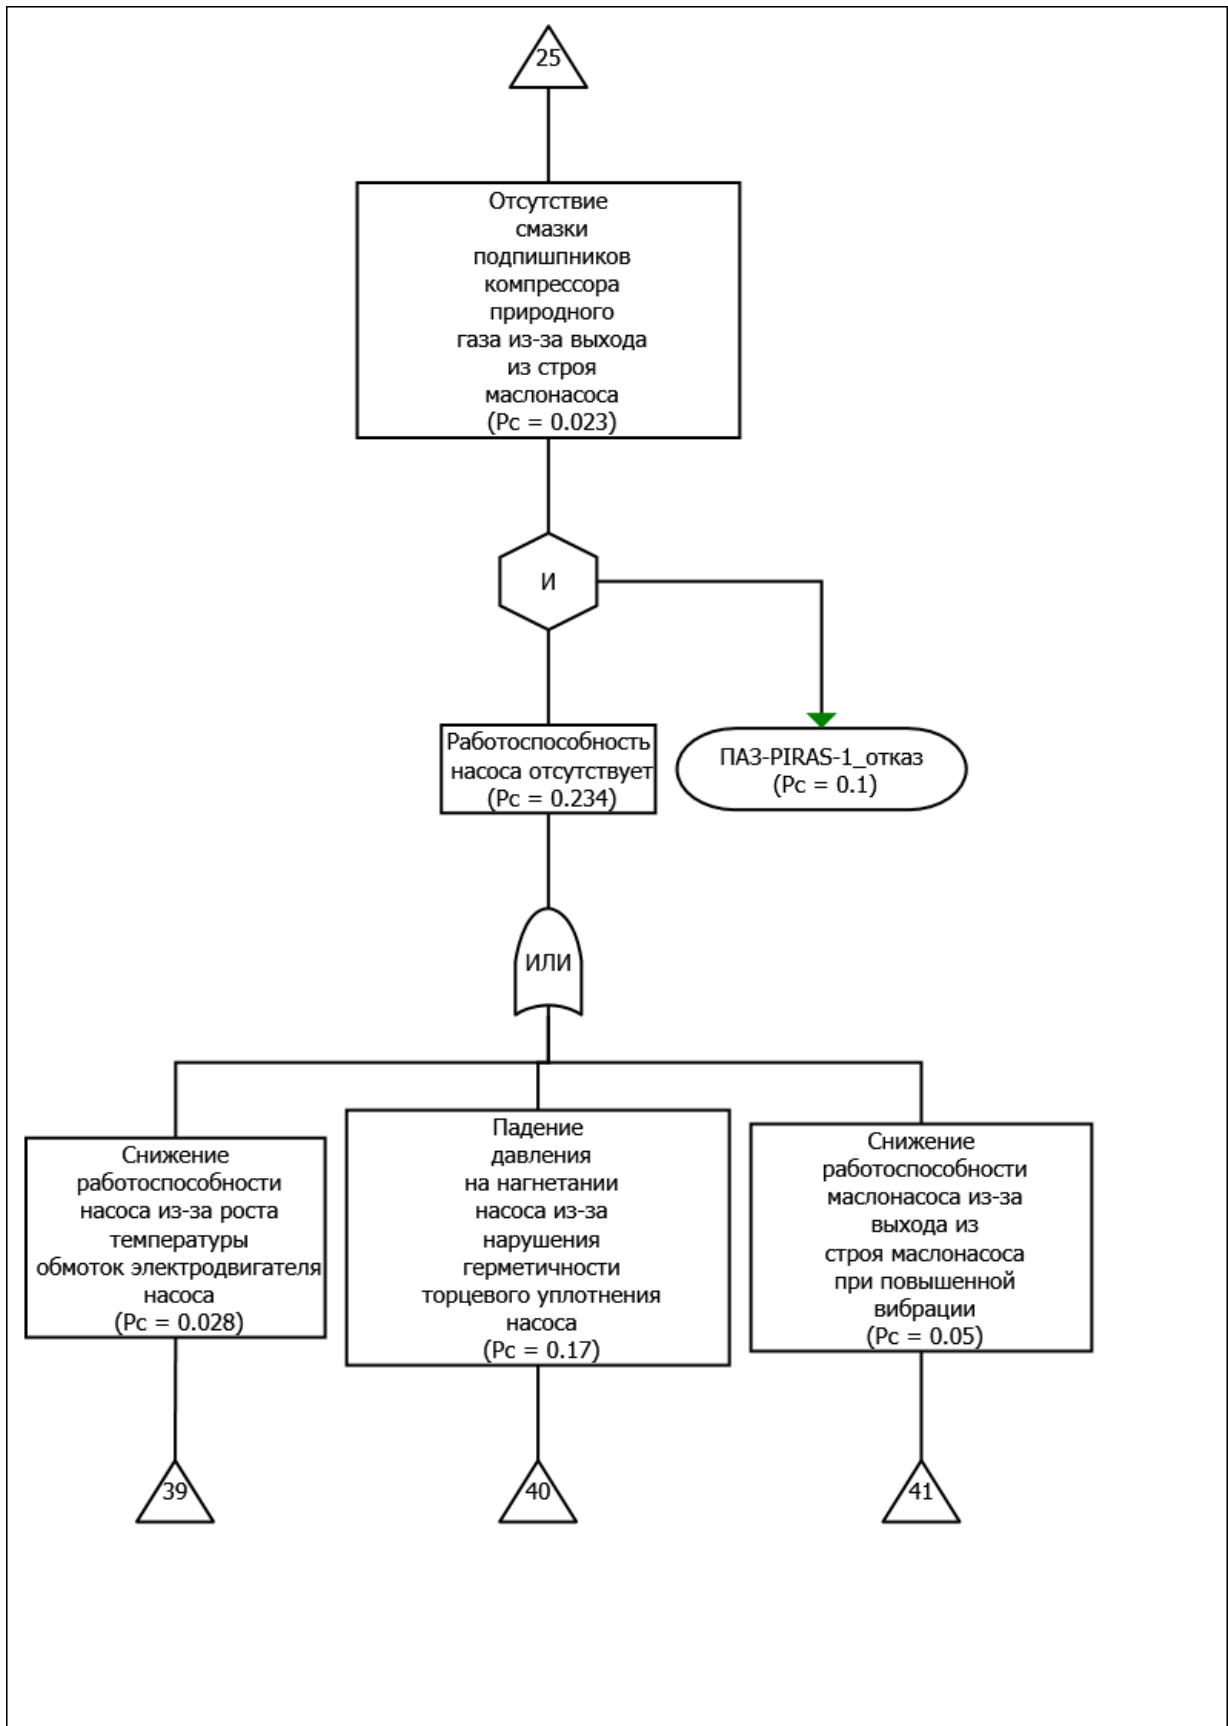 25
Отсутствие
смазки
подпишпников
компрессора
природного
газа из-за выхода
из строя
маслонасоса
(Pc = 0.023)
И
Работоспособность
насоса отсутствует
(Pc = 0.234)
ПАЗ-PIRAS-1_отказ
(Pc = 0.1)
ИЛИ
Снижение
работоспособности
насоса из-за роста
температуры
обмоток электродвигателя
насоса
(Pc = 0.028)
Падение
давления
на нагнетании
насоса из-за
нарушения
герметичности
торцевого уплотнения
насоса
(Pc = 0.17)
Снижение
работоспособности
маслонасоса из-за
выхода из
строя маслонасоса
при повышенной
вибрации
(Pc = 0.05)
39
40
41